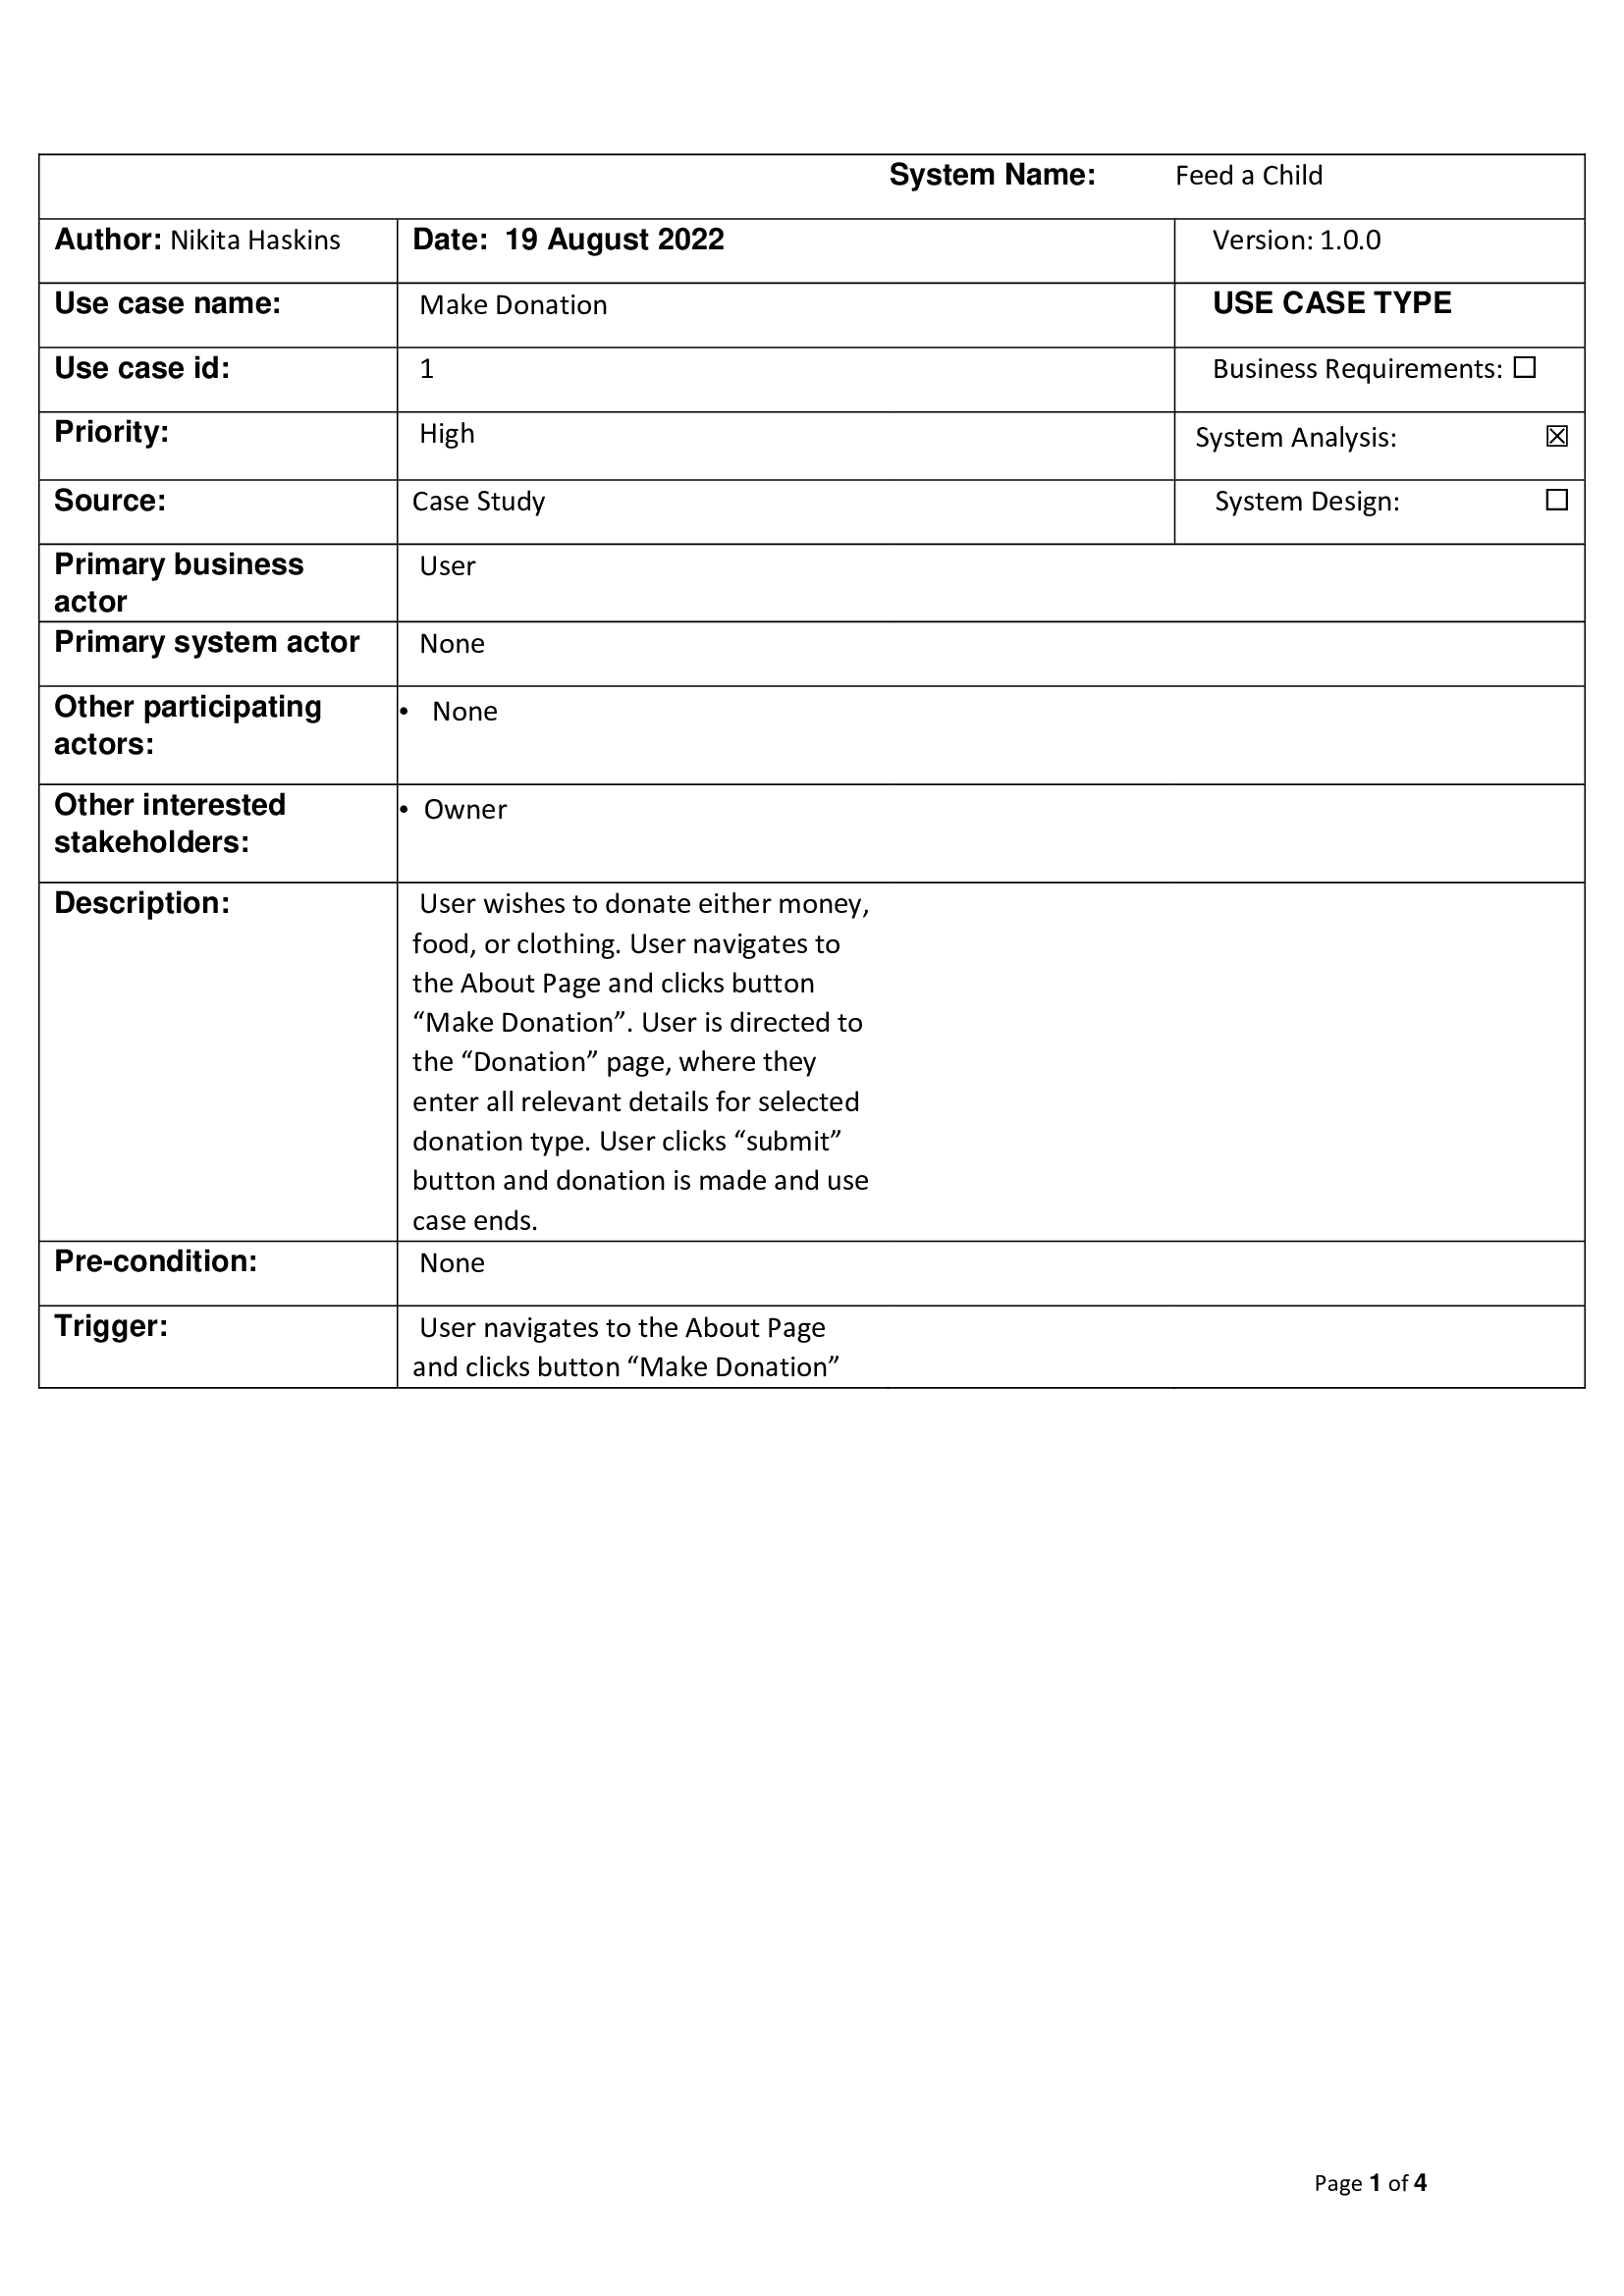 System Name: Feed a Child
Author: Nikita Haskins Date: 19 August 2022 Version: 1.0.0
Use case name: Make Donation USE CASE TYPE
Use case id: 1 Business Requirements: ☐
Priority: High System Analysis: ☒
Source: Case Study System Design: ☐
Primary business
actor
User
Primary system actor None
Other participating
actors:
• None
Other interested
stakeholders:
• Owner
Description:
User wishes to donate either money,
food, or clothing. User navigates to
the About Page and clicks button
“Make Donation”. User is directed to
the “Donation” page, where they
enter all relevant details for selected
donation type. User clicks “submit”
button and donation is made and use
case ends.
Pre-condition: None
Trigger:
User navigates to the About Page
and clicks button “Make Donation”
Page 1 of 4